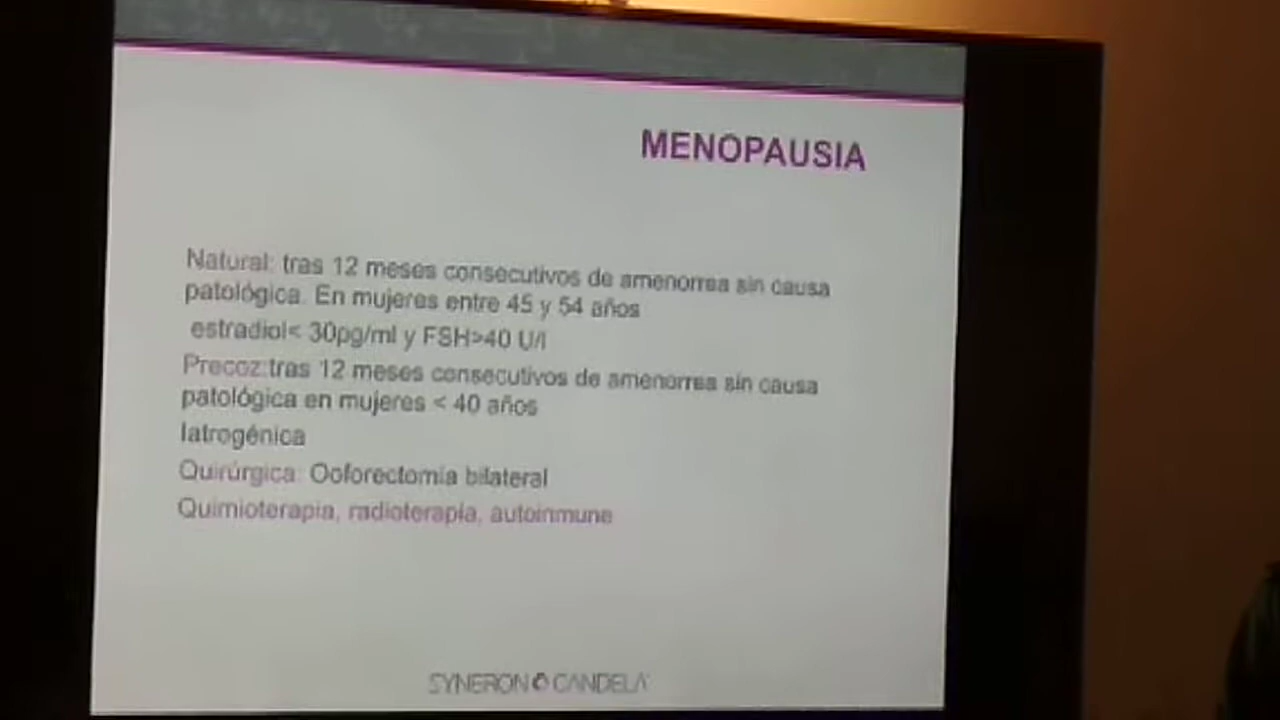 MENOPAUSIA
Natural: tras 12 meses consecutivos de amenorrea sin causa
patológica. En mujeres entre 45 y 54 años
estradiol< 30pg/ml y FSH>40 U/l
Precoz:tras 12 meses consecutivos de amenorrea sin causa
patológica en mujeres < 40 años
Iatrogénica
Quirúrgica: Ooforectomia bilateral
Quimioterapia, radioterapia, autoinmune
SYNERON CANDELA